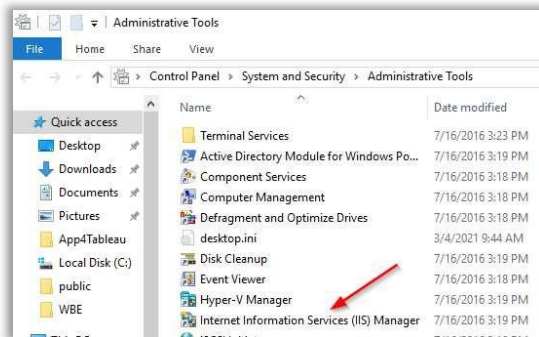 Administrative Tools
File Home Share View
Control Panel > System and Security > Administrative Tools
Name Date modified
Quick access
Desktop
Downloads
Documents
Pictures
App4Tableau
Local Disk (C:)
public
WBE
Terminal Services 7/16/2016 3:23 PM
Active Directory Module for Windows Po... 7/16/2016 3:19 PM
Component Services 7/16/2016 3:18 PM
Computer Management 7/16/2016 3:18 PM
Defragment and Optimize Drives 7/16/2016 3:18 PM
desktop.ini 3/4/2021 9:44 AM
Disk Cleanup 7/16/2016 3:19 PM
Event Viewer 7/16/2016 3:18 PM
Hyper-V Manager 7/16/2016 3:19 PM
Internet Information Services (IIS) Manager 7/16/2016 3:19 PM